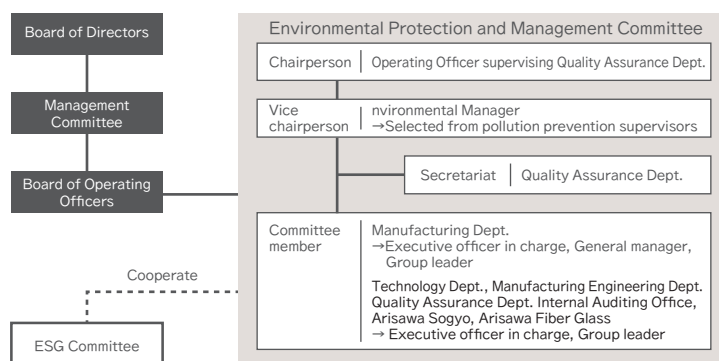 Board of Directors
Management
Committee
Board of Operating
Officers
Cooperate
ESG Committee
Environmental Protection and Management Committee
Chairperson | Operating Officer supervising Quality Assurance Dept.
Vice
chairperson
nvironmental Manager
→Selected from pollution prevention supervisors
Secretariat | Quality Assurance Dept.
Committee
member
Manufacturing Dept.
→Executive officer in charge, General manager,
Group leader
Technology Dept., Manufacturing Engineering Dept.
Quality Assurance Dept. Internal Auditing Office,
Arisawa Sogyo, Arisawa Fiber Glass
→ Executive officer in charge, Group leader